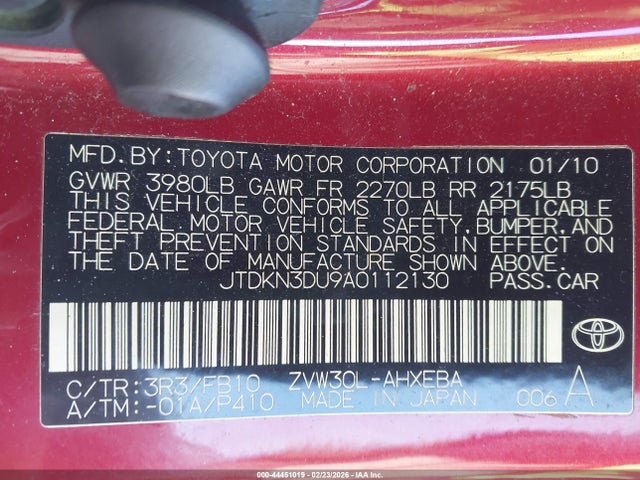 MFD.BY:TOYOTA MOTOR CORPORATION 01/10
GVWR 3980LB GAWR FR 2270LB RR 2175LB
THIS VEHICLE CONFORMS TO ALL APPLICABLE
FEDERAL MOTOR VEHICLE SAFETY,BUMPER,AND
THEFT PREVENTION STANDARDS IN EFFECT ON
THE DATE OF MANUFACTURE SHOWN ABOVE.
JTDKN3DU9A0112130 PASS.CAR
C/TR:3R3/FB10 ZVW30L-AHXEBA
A/TM:-01A/P410 MADE IN JAPAN 006 A
000-44451019 - 02/23/2026 - IAAI.com